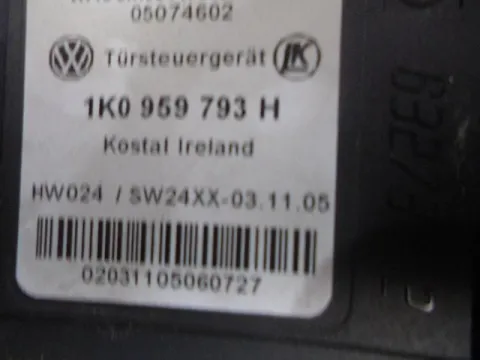 05074602
Türsteuergerät
1K0 959 793 H
Kostal Ireland
HW024 / SW24XX-03.11.05
02031105060727